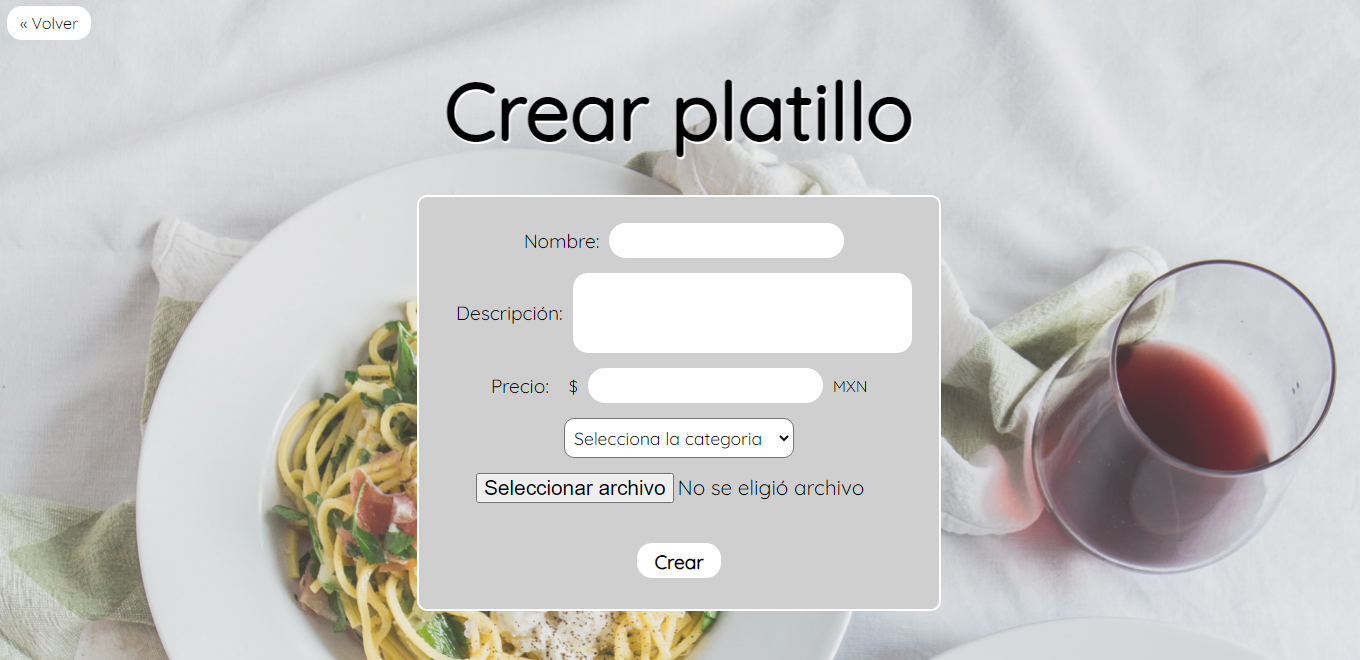 « Volver
Crear platillo
Nombre:
Descripción:
Precio: $ MXN
Selecciona la categoria
Seleccionar archivo No se eligió archivo
Crear